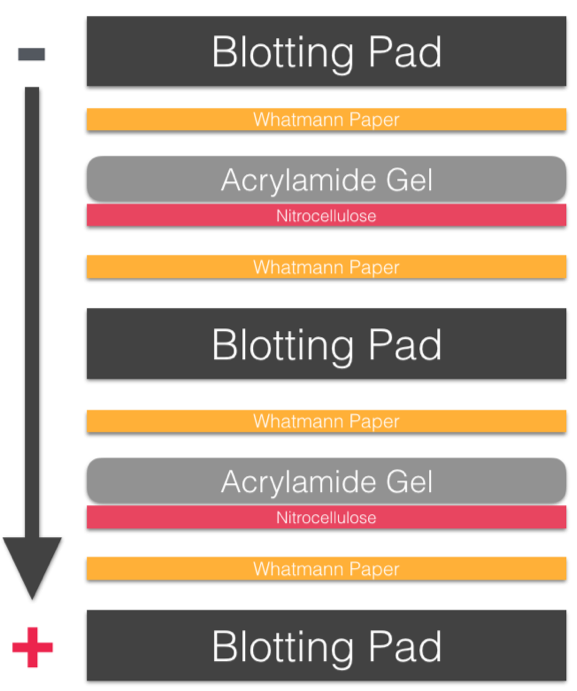 -
Blotting Pad
Whatmann Paper
Acrylamide Gel
Nitrocellulose
Whatmann Paper
Blotting Pad
Whatmann Paper
Acrylamide Gel
Nitrocellulose
Whatmann Paper
+
Blotting Pad